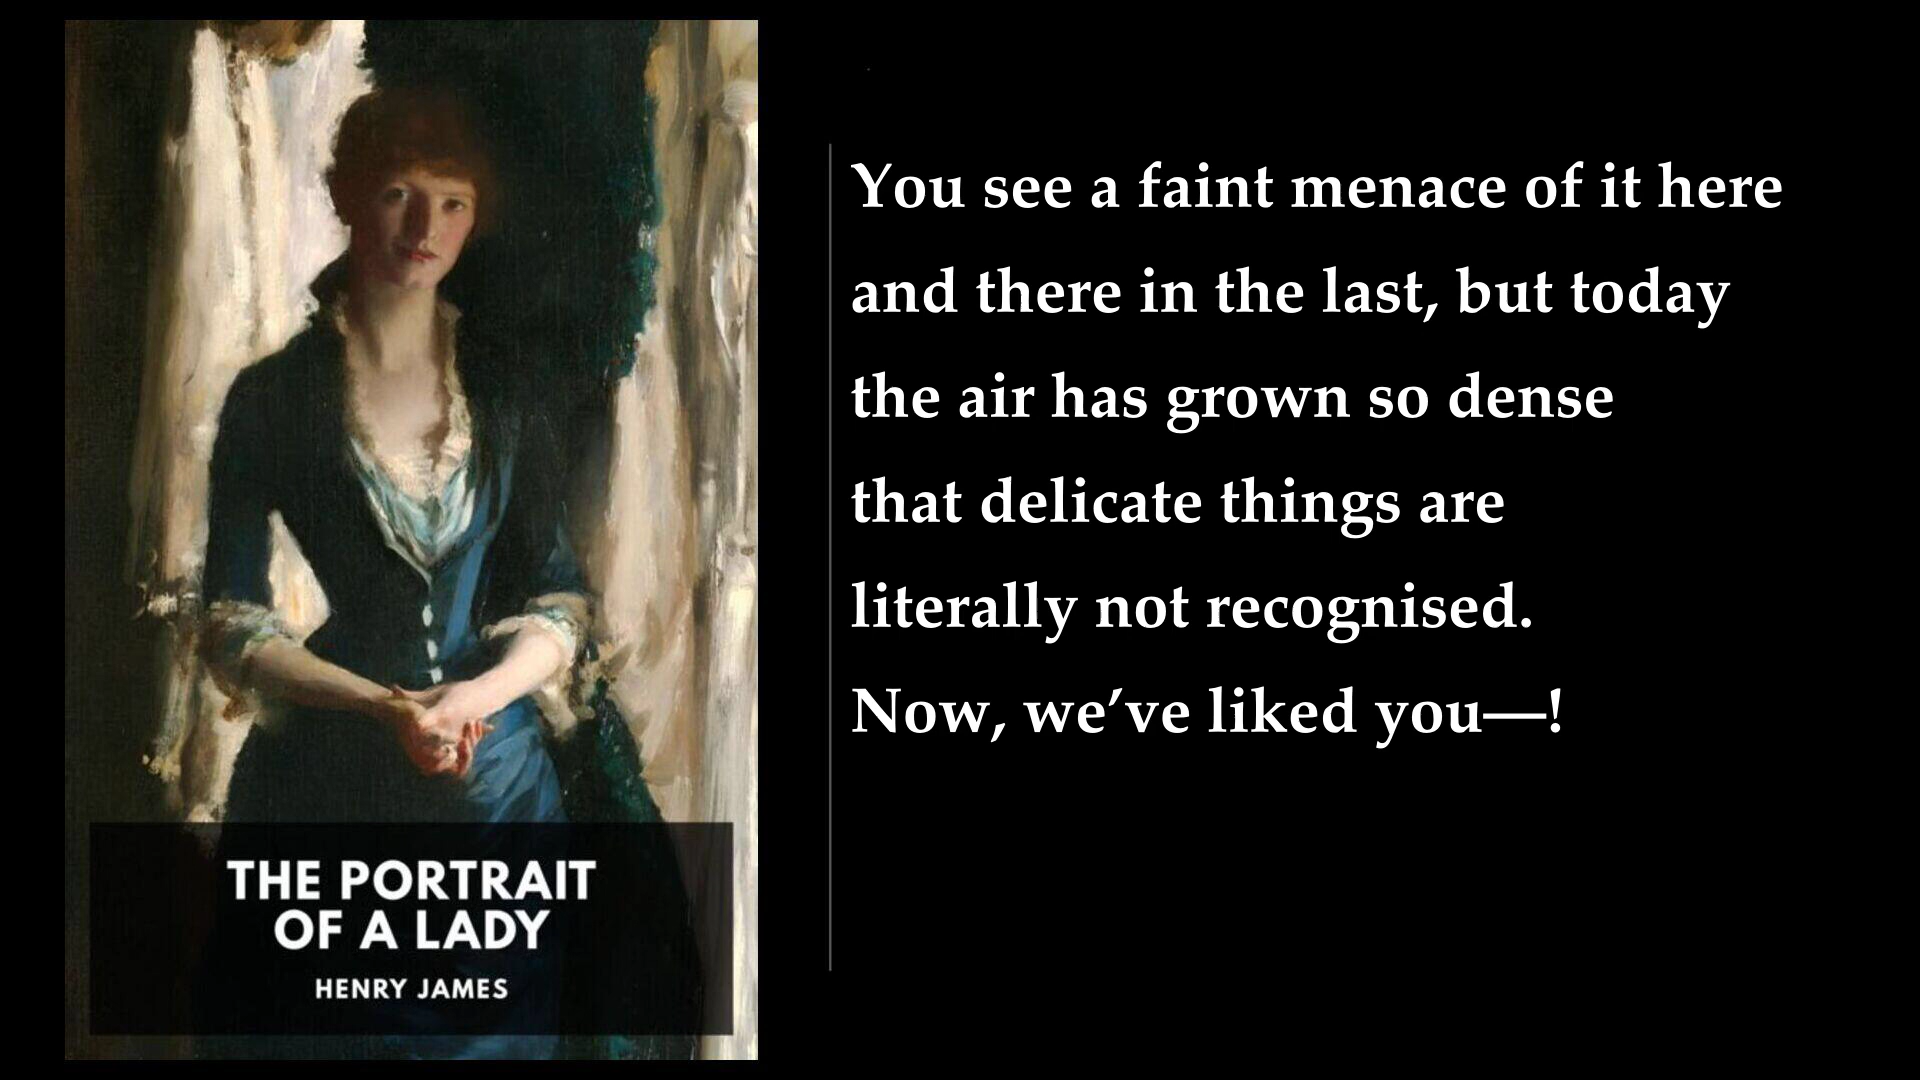 You see a faint menace of it here
and there in the last, but today
the air has grown so dense
that delicate things are
literally not recognised.
Now, we’ve liked you—!
THE PORTRAIT
OF A LADY
HENRY JAMES